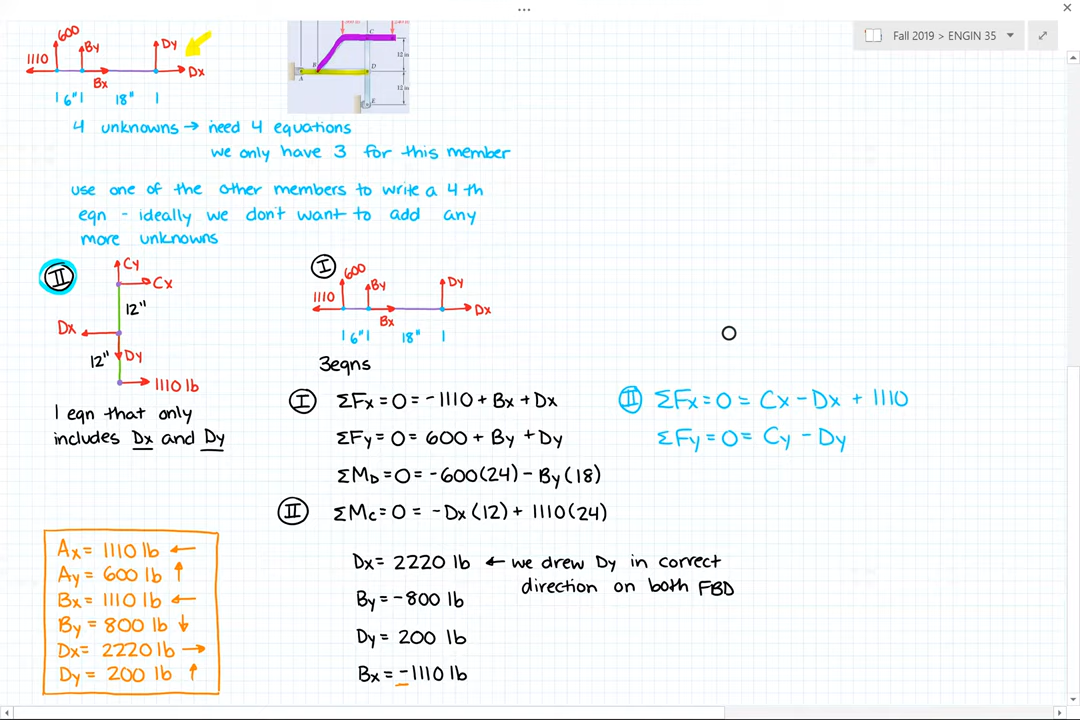 Fall 2019 > ENGIN 35
600
1110
By
Dy
Dx
Bx
6"
18"
C
B
D
A
E
12 in
12 in
4 unknowns → need 4 equations
we only have 3 for this member
use one of the other members to write a 4 th
eqn - ideally we don't want to add any
more unknowns
II
Cy
Cx
12"
Dx
12"
Dy
1110 lb
1 eqn that only
includes Dx and Dy
I
600
1110
By
Dy
Dx
Bx
6"
18"
3eqns
I ΣFx=0= -1110 + Bx + Dx
ΣFy=0= 600 + By + Dy
ΣMD=0= -600(24) - By(18)
II ΣMc=0= -Dx(12) + 1110(24)
II ΣFx=0= Cx - Dx + 1110
ΣFy=0= Cy - Dy
Dx= 2220 lb ← we drew Dy in correct
direction on both FBD
By= -800 lb
Dy= 200 lb
Bx= -1110 lb
Ax= 1110 lb ←
Ay= 600 lb ↑
Bx= 1110 lb ←
By= 800 lb ↓
Dx= 2220 lb →
Dy= 200 lb ↑